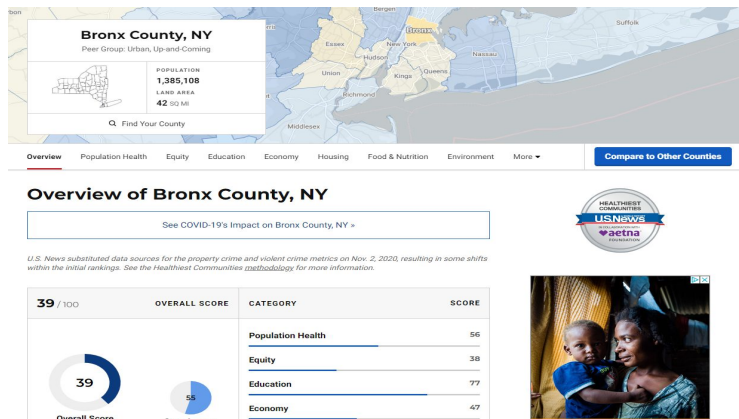 Bergen
Suffolk
Bronx
Essex
New York
Nassau
Hudson
Queens
Union
Kings
Richmond
Middlesex
Bronx County, NY
Peer Group: Urban, Up-and-Coming
POPULATION
1,385,108
LAND AREA
42 SQ MI
Find Your County
Overview Population Health Equity Education Economy Housing Food & Nutrition Environment More
Compare to Other Counties
Overview of Bronx County, NY
See COVID-19's Impact on Bronx County, NY »
U.S. News substituted data sources for the property crime and violent crime metrics on Nov. 2, 2020, resulting in some shifts
within the initial rankings. See the Healthiest Communities methodology for more information.
39 / 100 OVERALL SCORE
CATEGORY SCORE
Population Health 56
Equity 38
Education 77
Economy 47
39
Overall Score
55
HEALTHIEST
COMMUNITIES
U.S.News
IN COLLABORATION WITH
aetna
FOUNDATION